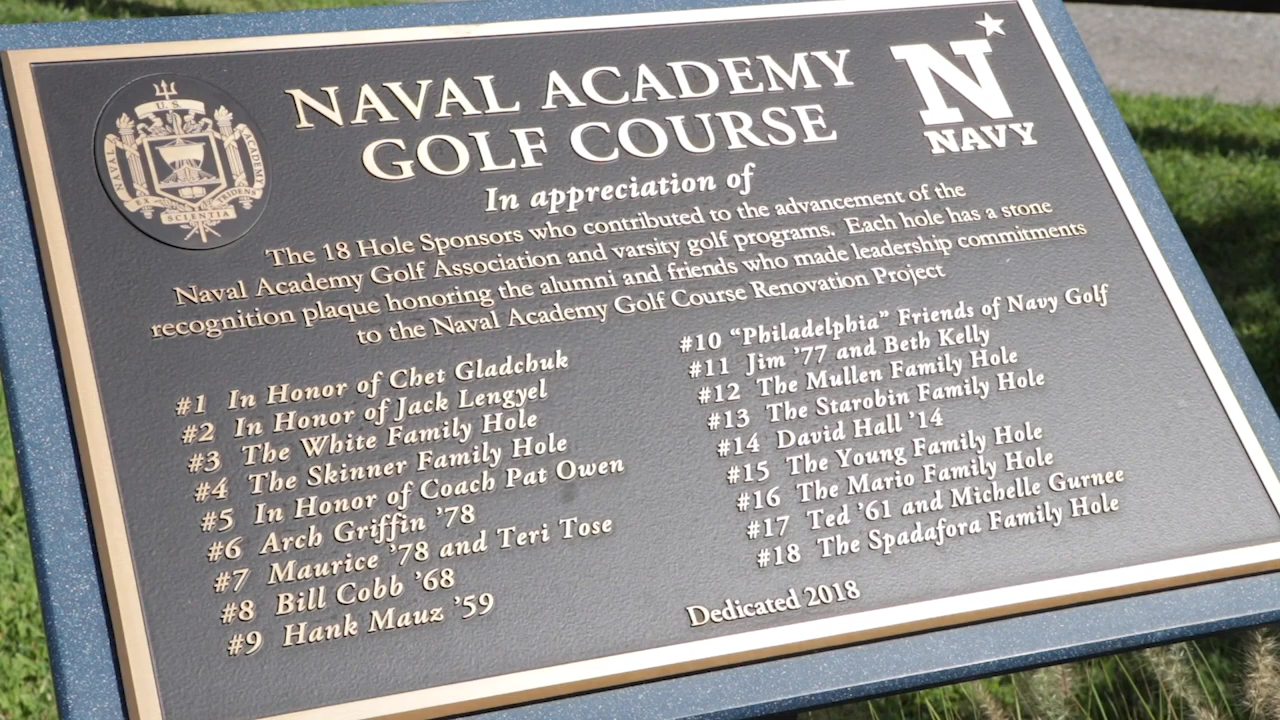 U.S.
NAVAL
ACADEMY
EX SCIENTIA TRIDENS
NAVAL ACADEMY
GOLF COURSE
N
NAVY
In appreciation of
The 18 Hole Sponsors who contributed to the advancement of the
Naval Academy Golf Association and varsity golf programs. Each hole has a stone
recognition plaque honoring the alumni and friends who made leadership commitments
to the Naval Academy Golf Course Renovation Project
#1 In Honor of Chet Gladchuk
#2 In Honor of Jack Lengyel
#3 The White Family Hole
#4 The Skinner Family Hole
#5 In Honor of Coach Pat Owen
#6 Arch Griffin '78
#7 Maurice '78 and Teri Tose
#8 Bill Cobb '68
#9 Hank Mauz '59
#10 “Philadelphia” Friends of Navy Golf
#11 Jim '77 and Beth Kelly
#12 The Mullen Family Hole
#13 The Starobin Family Hole
#14 David Hall '14
#15 The Young Family Hole
#16 The Mario Family Hole
#17 Ted '61 and Michelle Gurnee
#18 The Spadafora Family Hole
Dedicated 2018